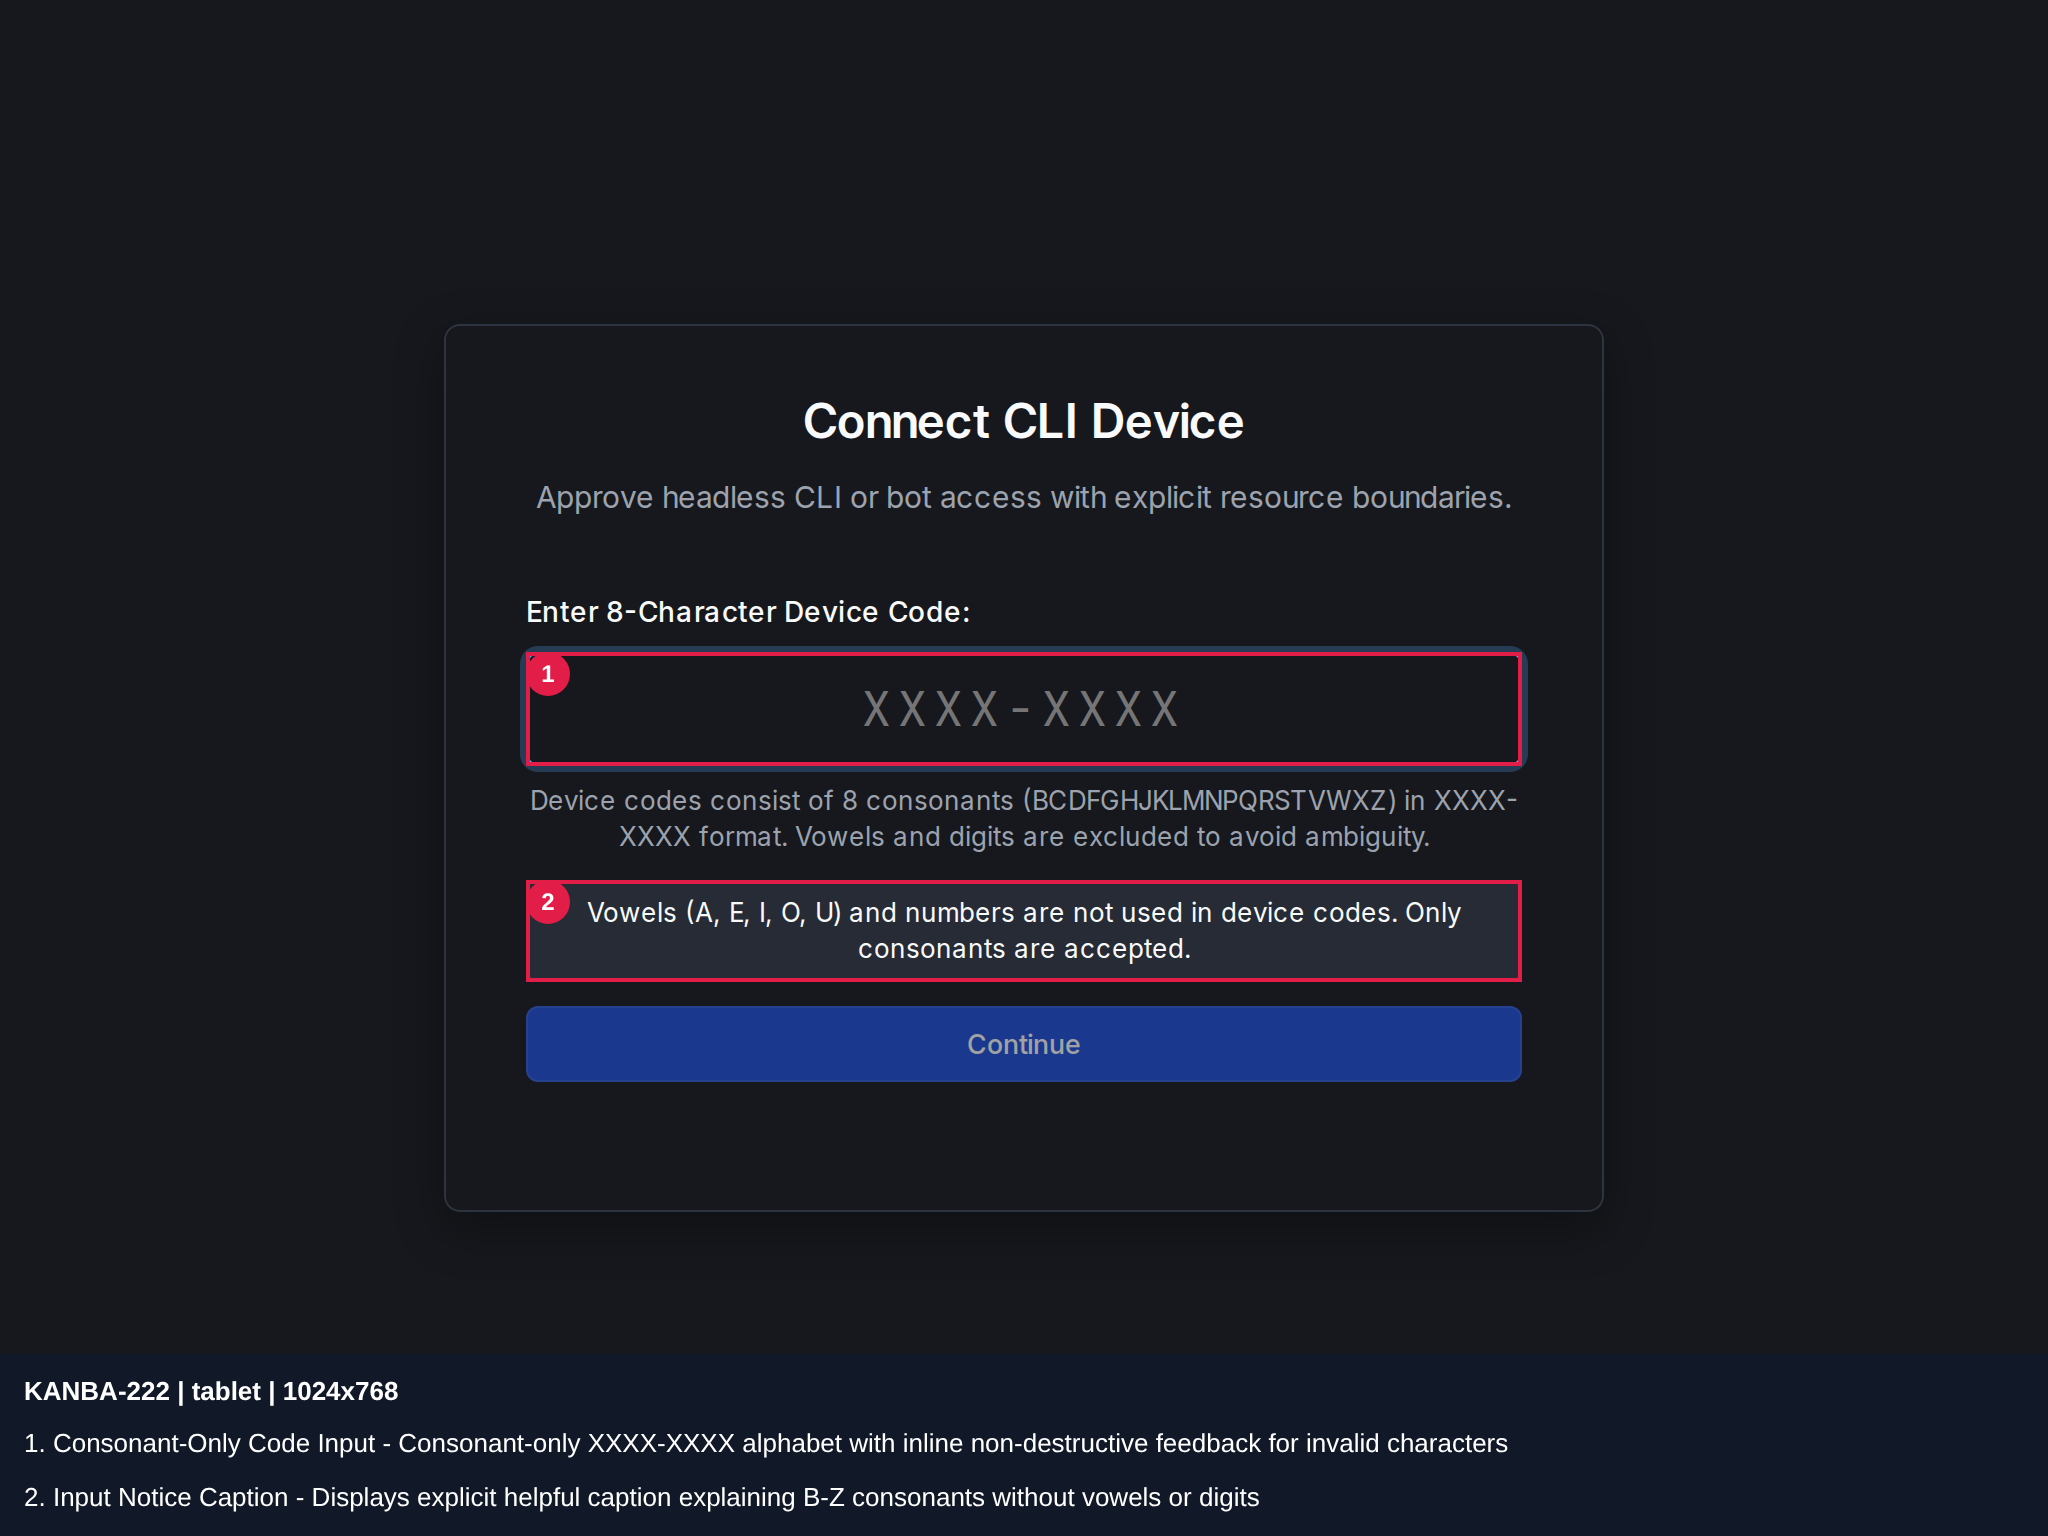 Connect CLI Device
Approve headless CLI or bot access with explicit resource boundaries.
Enter 8-Character Device Code:
1
XXXX-XXXX
Device codes consist of 8 consonants (BCDFGHJKLMNPQRSTVWXZ) in XXXX-
XXXX format. Vowels and digits are excluded to avoid ambiguity.
2
Vowels (A, E, I, O, U) and numbers are not used in device codes. Only
consonants are accepted.
Continue
KANBA-222 | tablet | 1024x768
1. Consonant-Only Code Input - Consonant-only XXXX-XXXX alphabet with inline non-destructive feedback for invalid characters
2. Input Notice Caption - Displays explicit helpful caption explaining B-Z consonants without vowels or digits